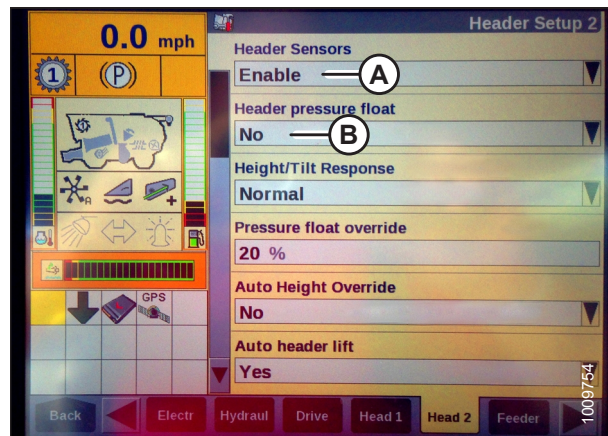 Header Setup 2
0.0 mph
1
(P)
Header Sensors
Enable
A
Header pressure float
No
B
Height/Tilt Response
Normal
A
+
Pressure float override
20 %
Auto Height Override
No
GPS
Auto header lift
Yes
Back
Electr
Hydraul
Drive
Head 1
Head 2
Feeder
1009754